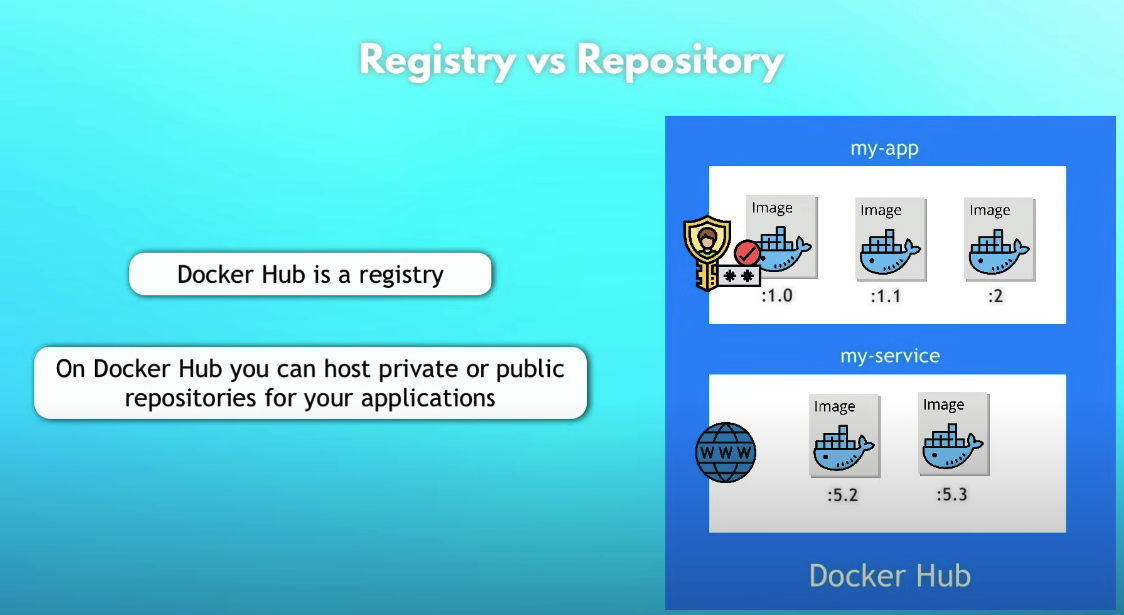 Registry vs Repository
Docker Hub is a registry
On Docker Hub you can host private or public
repositories for your applications
my-app
Image
Image
Image
**
:1.0
:1.1
:2
my-service
Image
Image
WWW
:5.2
:5.3
Docker Hub